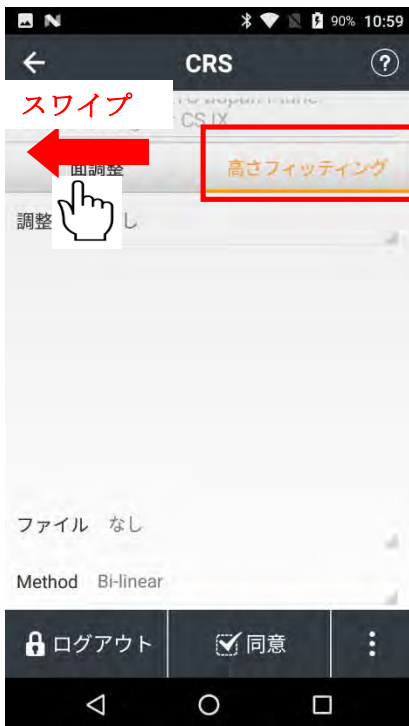 90% 10:59
CRS
?
スワイプ
CS IX
面調整 高さフィッティング
調整 し
ファイル なし
Method Bi-linear
ログアウト 同意